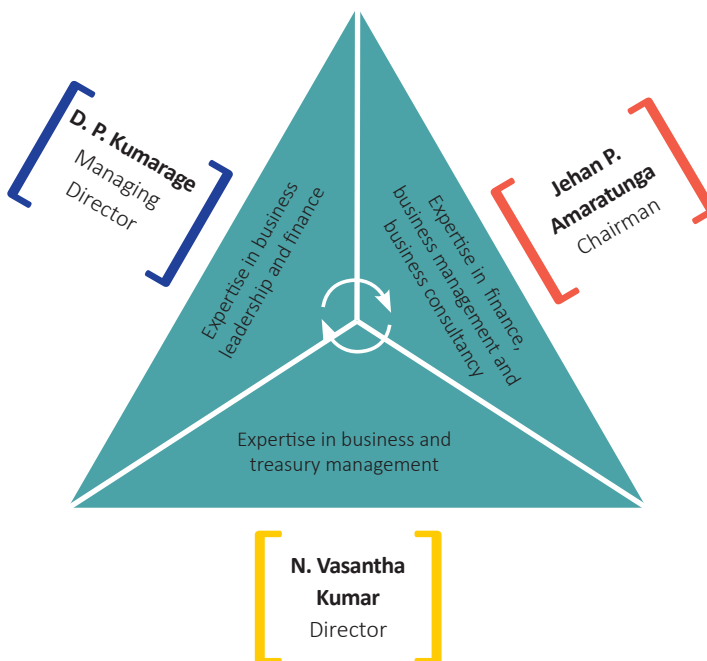 D. P. Kumarage
Managing
Director
Expertise in business
leadership and finance
Jehan P.
Amaratunga
Chairman
Expertise in finance,
business management and
business consultancy
Expertise in business and
treasury management
N. Vasantha
Kumar
Director